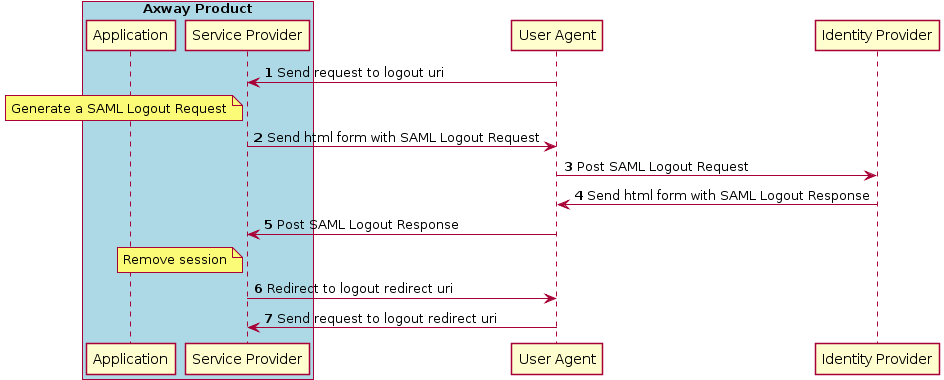 Axway Product
Application
Service Provider
User Agent
Identity Provider
1 Send request to logout uri
Generate a SAML Logout Request
2 Send html form with SAML Logout Request
3 Post SAML Logout Request
4 Send html form with SAML Logout Response
5 Post SAML Logout Response
Remove session
6 Redirect to logout redirect uri
7 Send request to logout redirect uri
Application
Service Provider
User Agent
Identity Provider